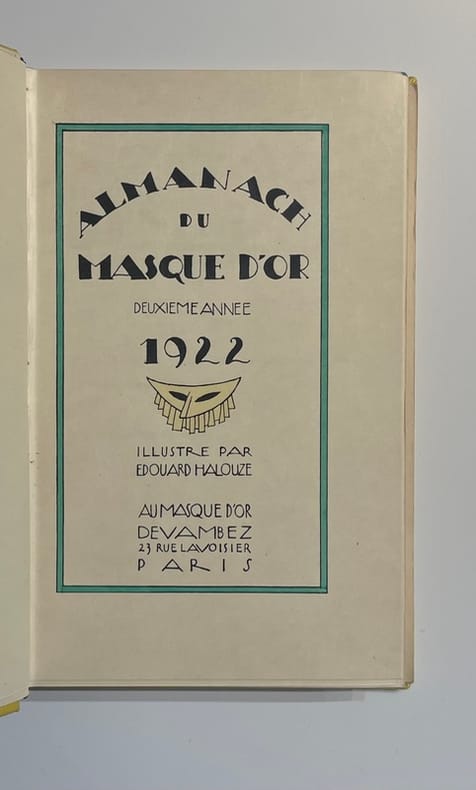 ALMANACH
DU
MASQUE D'OR
DEUXIEME ANNEE
1922
ILLUSTRE PAR
EDOUARD HALOUZE
AU MASQUE D'OR
DEVAMBEZ
23 RUE LAVOISIER
PARIS